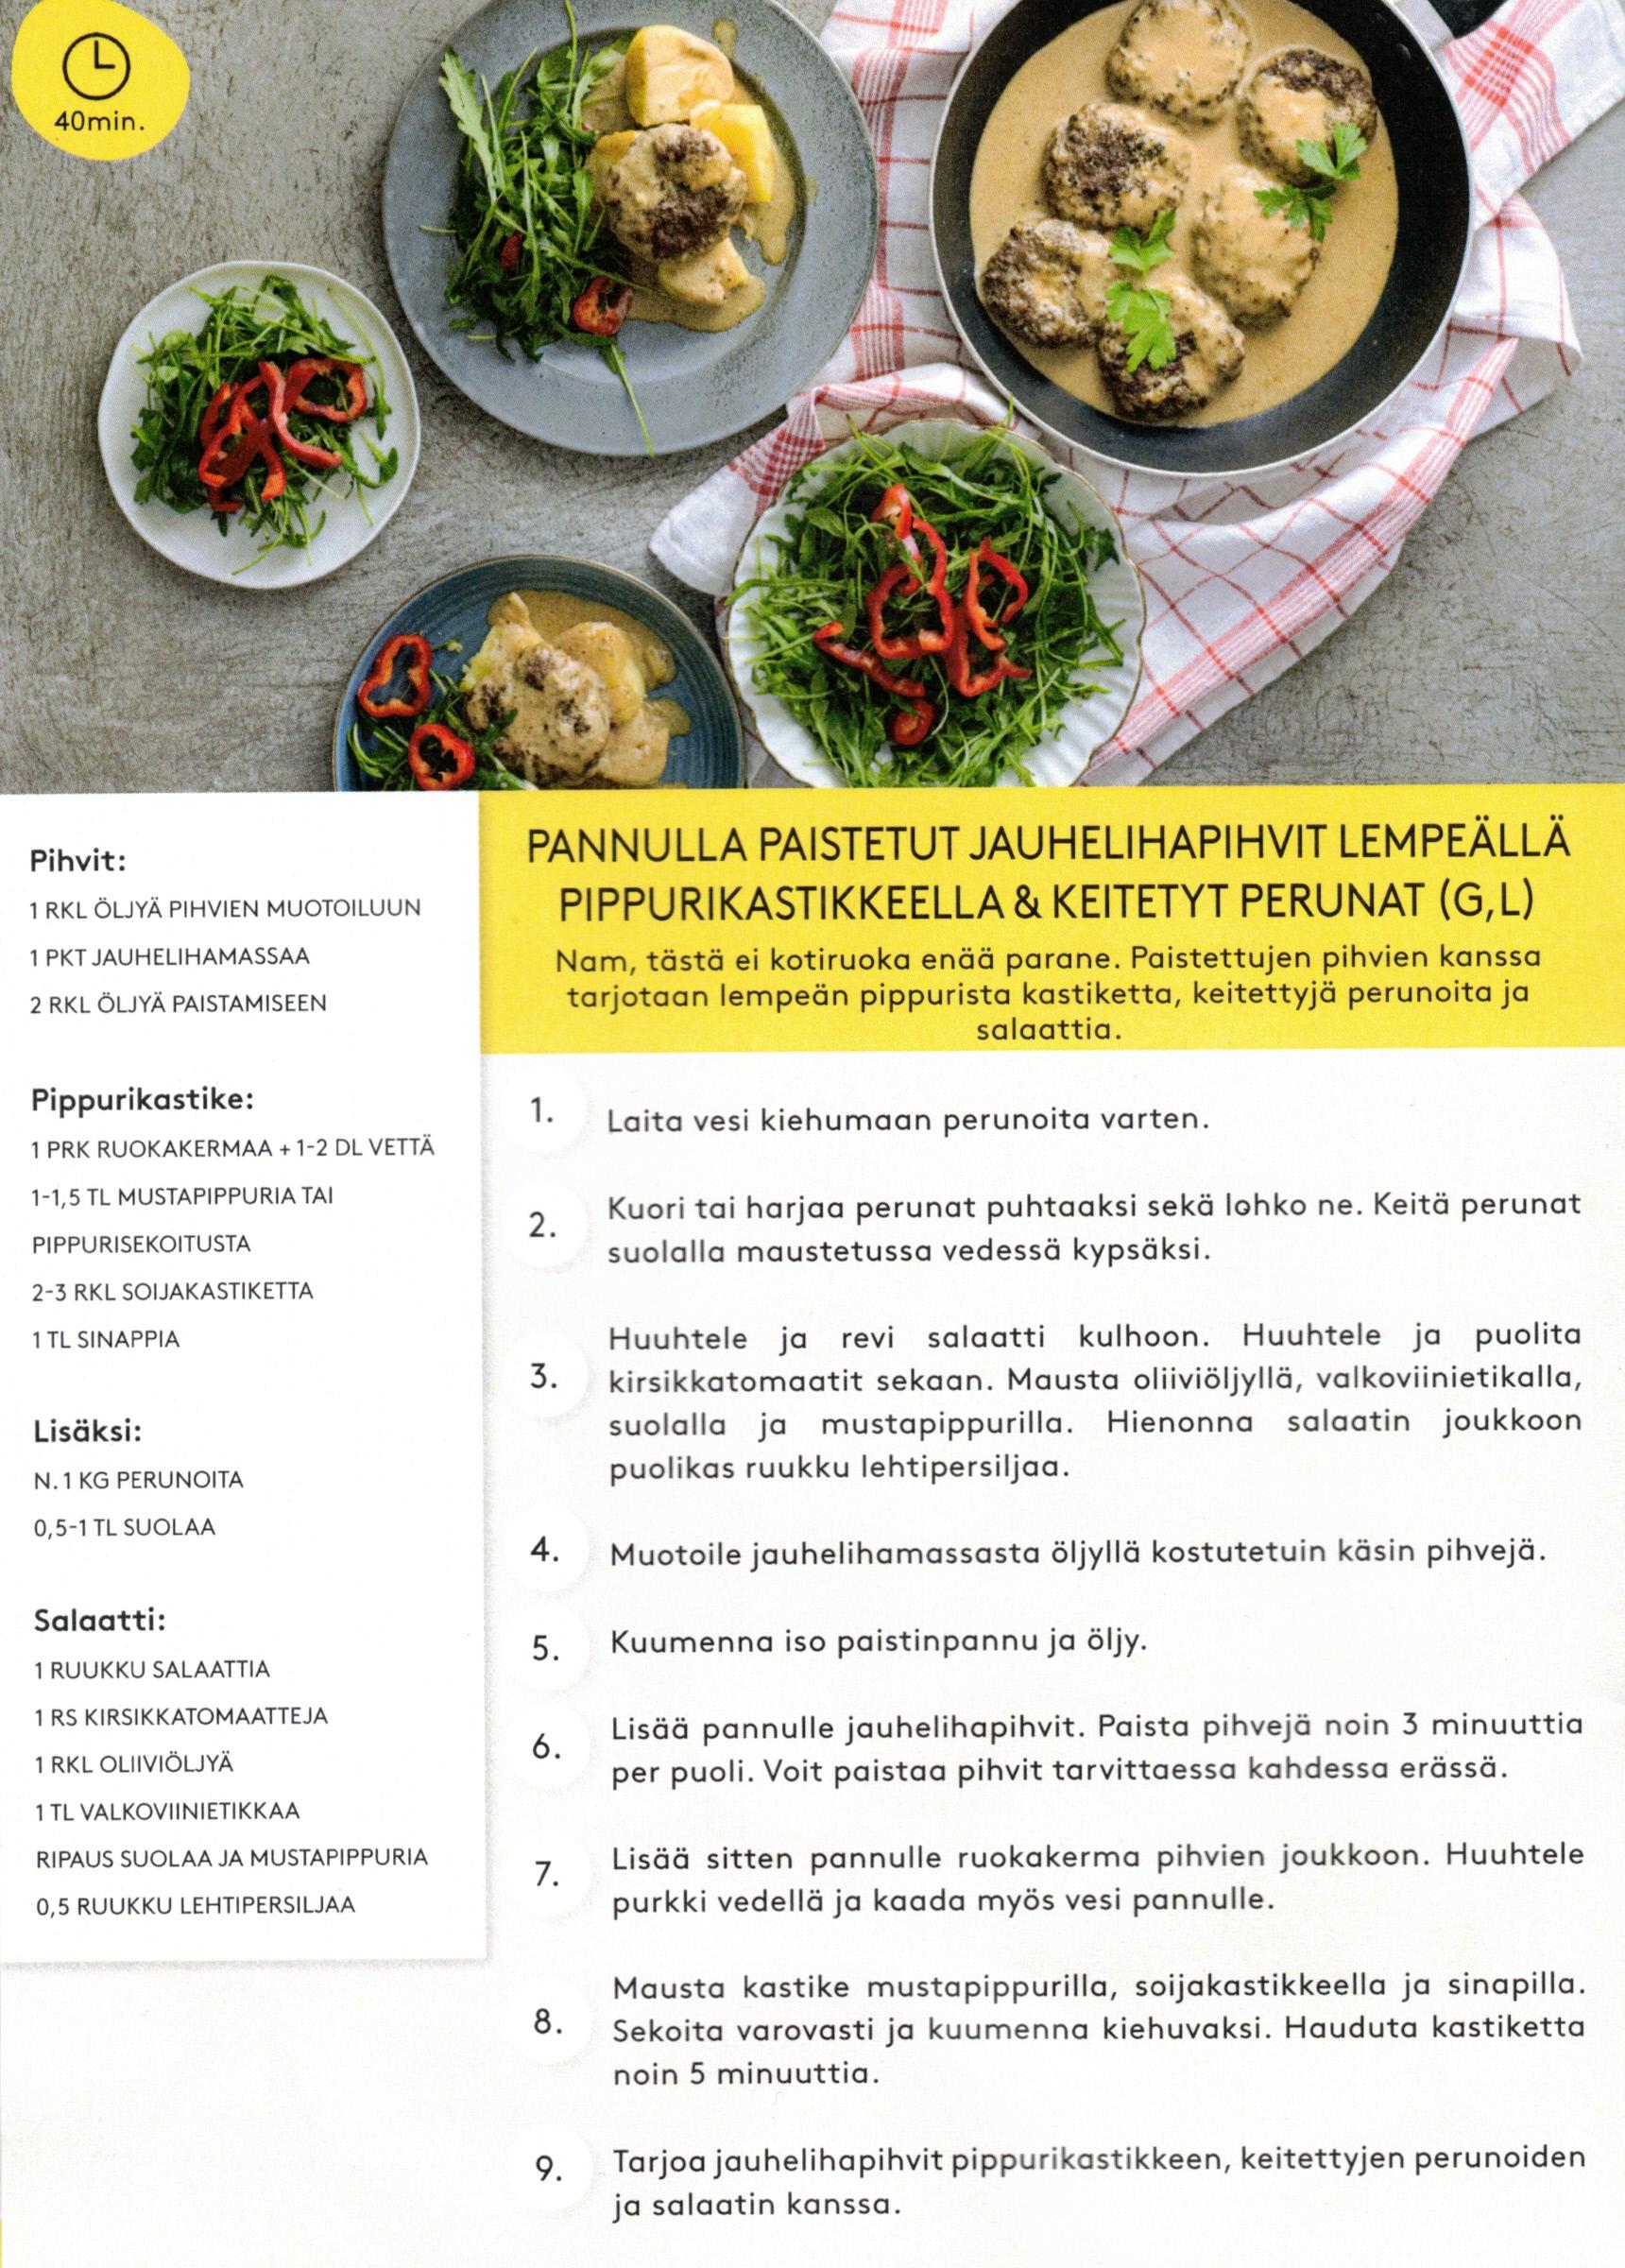 40min.
Pihvit:
1 RKL ÖLJYÄ PIHVIEN MUOTOILUUN
1 PKT JAUHELIHAMASSAA
2 RKL ÖLJYÄ PAISTAMISEEN
Pippurikastike:
1 PRK RUOKAKERMAA + 1-2 DL VETTÄ
1-1,5 TL MUSTAPIPPURIA TAI
PIPPURISEKOITUSTA
2-3 RKL SOIJAKASTIKETTA
1 TL SINAPPIA
Lisäksi:
N. 1 KG PERUNOITA
0,5-1 TL SUOLAA
Salaatti:
1 RUUKKU SALAATTIA
1 RS KIRSIKKATOMAATTEJA
1 RKL OLIIVIÖLJYÄ
1 TL VALKOVIINIETIKKAA
RIPAUS SUOLAA JA MUSTAPIPPURIA
0,5 RUUKKU LEHTIPERSILJAA
PANNULLA PAISTETUT JAUHELIHAPIHVIT LEMPEÄLLÄ
PIPPURIKASTIKKEELLA & KEITETYT PERUNAT (G,L)
Nam, tästä ei kotiruoka enää parane. Paistettujen pihvien kanssa
tarjotaan lempeän pippurista kastiketta, keitettyjä perunoita ja
salaattia.
1. Laita vesi kiehumaan perunoita varten.
2. Kuori tai harjaa perunat puhtaaksi sekä lohko ne. Keitä perunat
suolalla maustetussa vedessä kypsäksi.
3. Huuhtele ja revi salaatti kulhoon. Huuhtele ja puolita
kirsikkatomaatit sekaan. Mausta oliiviöljyllä, valkoviinietikalla,
suolalla ja mustapippurilla. Hienonna salaatin joukkoon
puolikas ruukku lehtipersiljaa.
4. Muotoile jauhelihamassasta öljyllä kostutetuin käsin pihvejä.
5. Kuumenna iso paistinpannu ja öljy.
6. Lisää pannulle jauhelihapihvit. Paista pihvejä noin 3 minuuttia
per puoli. Voit paistaa pihvit tarvittaessa kahdessa erässä.
7. Lisää sitten pannulle ruokakerma pihvien joukkoon. Huuhtele
purkki vedellä ja kaada myös vesi pannulle.
8. Mausta kastike mustapippurilla, soijakastikkeella ja sinapilla.
Sekoita varovasti ja kuumenna kiehuvaksi. Hauduta kastiketta
noin 5 minuuttia.
9. Tarjoa jauhelihapihvit pippurikastikkeen, keitettyjen perunoiden
ja salaatin kanssa.